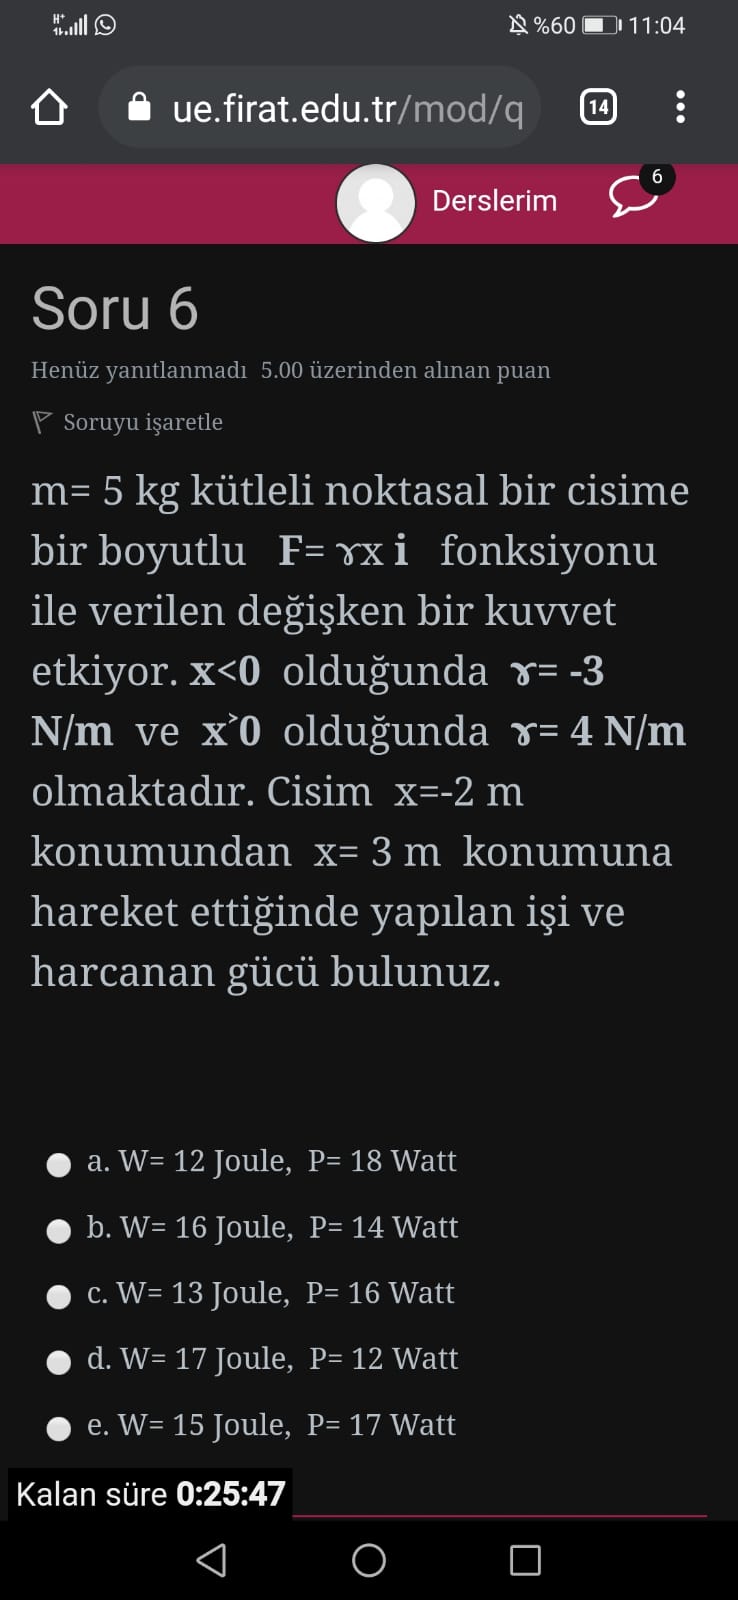 H+
%60 11:04
ue.firat.edu.tr/mod/q
14
Derslerim
6
Soru 6
Henüz yanıtlanmadı 5.00 üzerinden alınan puan
Soruyu işaretle
m= 5 kg kütleli noktasal bir cisime
bir boyutlu F= ɤx i fonksiyonu
ile verilen değişken bir kuvvet
etkiyor. x<0 olduğunda ɤ= -3
N/m ve x˃0 olduğunda ɤ= 4 N/m
olmaktadır. Cisim x=-2 m
konumundan x= 3 m konumuna
hareket ettiğinde yapılan işi ve
harcanan gücü bulunuz.
a. W= 12 Joule, P= 18 Watt
b. W= 16 Joule, P= 14 Watt
c. W= 13 Joule, P= 16 Watt
d. W= 17 Joule, P= 12 Watt
e. W= 15 Joule, P= 17 Watt
Kalan süre 0:25:47